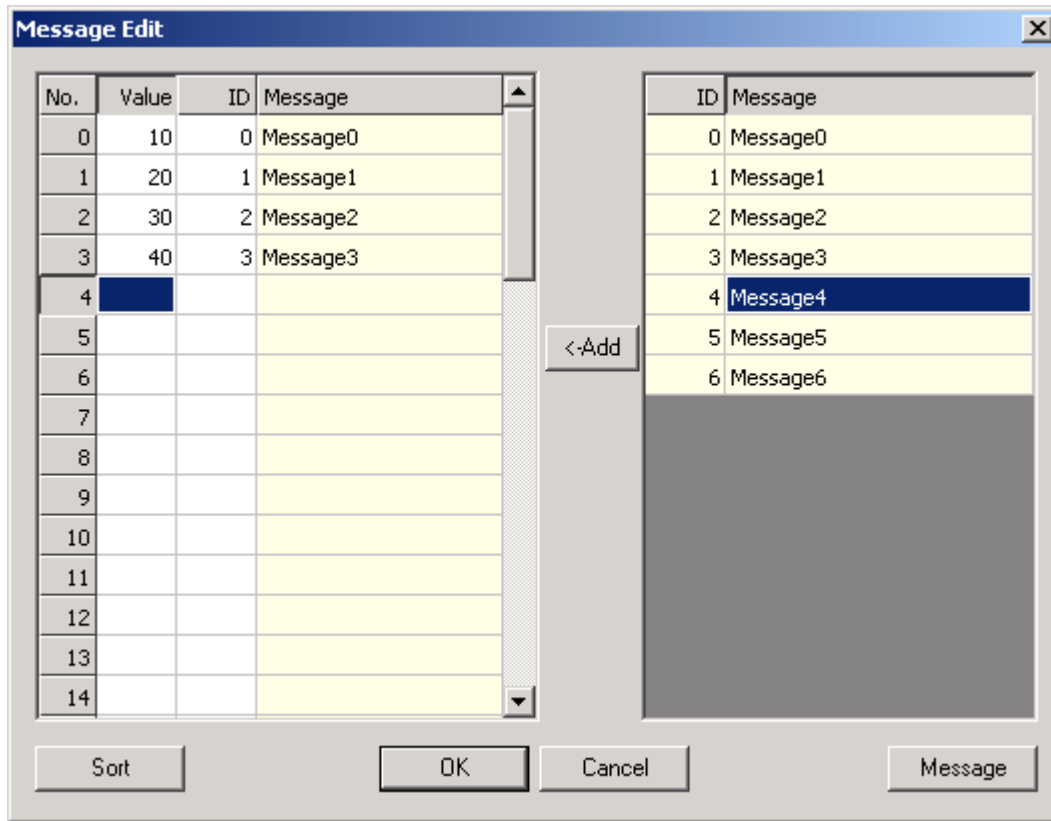 Message Edit
No. Value ID Message
0 10 0 Message0
1 20 1 Message1
2 30 2 Message2
3 40 3 Message3
4
5
6
7
8
9
10
11
12
13
14
<-Add
ID Message
0 Message0
1 Message1
2 Message2
3 Message3
4 Message4
5 Message5
6 Message6
Sort OK Cancel Message